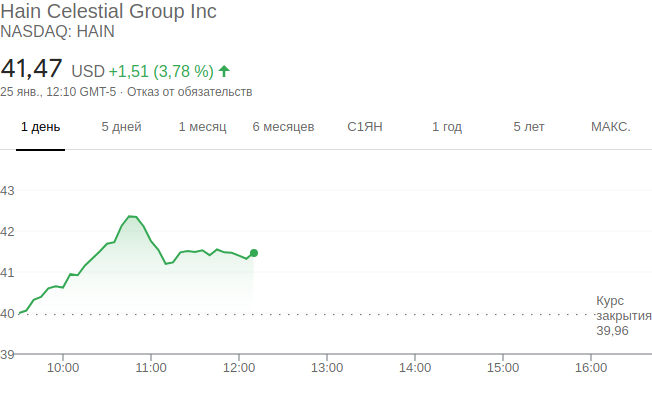 Hain Celestial Group Inc
NASDAQ: HAIN
41,47 USD +1,51 (3,78 %)
25 янв., 12:10 GMT-5 · Отказ от обязательств
1 день 5 дней 1 месяц 6 месяцев С1ЯН 1 год 5 лет МАКС.
43
42
41
40
39
Курс
закрытия
39,96
10:00 11:00 12:00 13:00 14:00 15:00 16:00